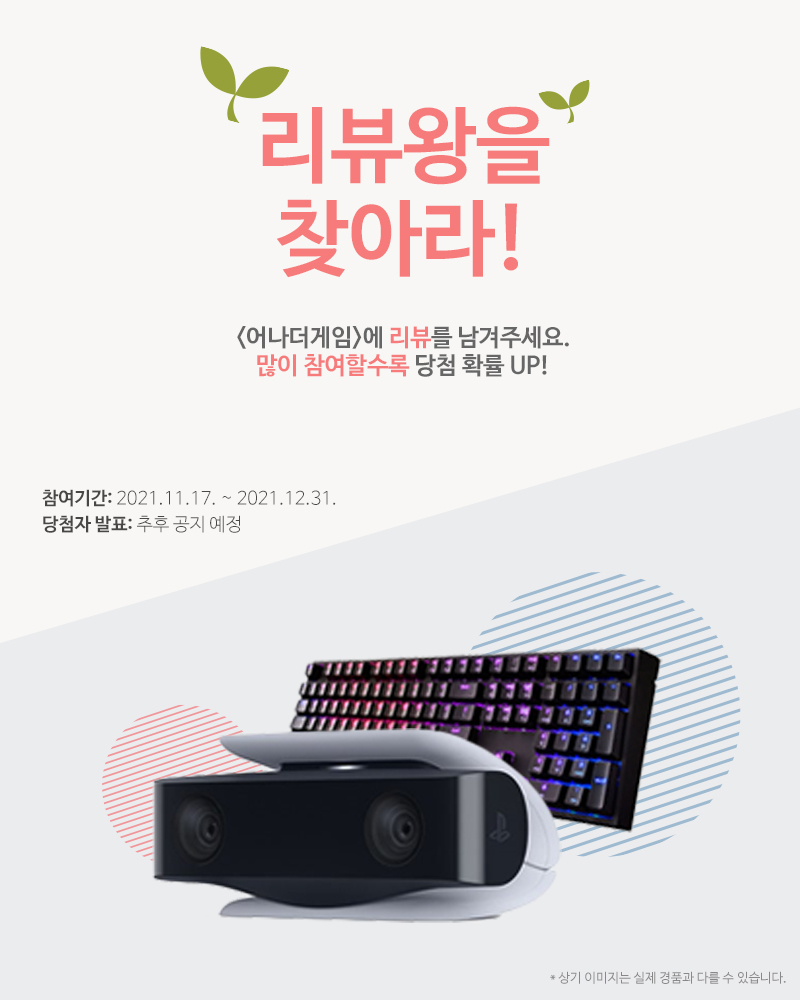 리뷰왕을
찾아라!
<어나더게임>에 리뷰를 남겨주세요.
많이 참여할수록 당첨 확률 UP!
참여기간: 2021.11.17. ~ 2021.12.31.
당첨자 발표: 추후 공지 예정
* 상기 이미지는 실제 경품과 다를 수 있습니다.